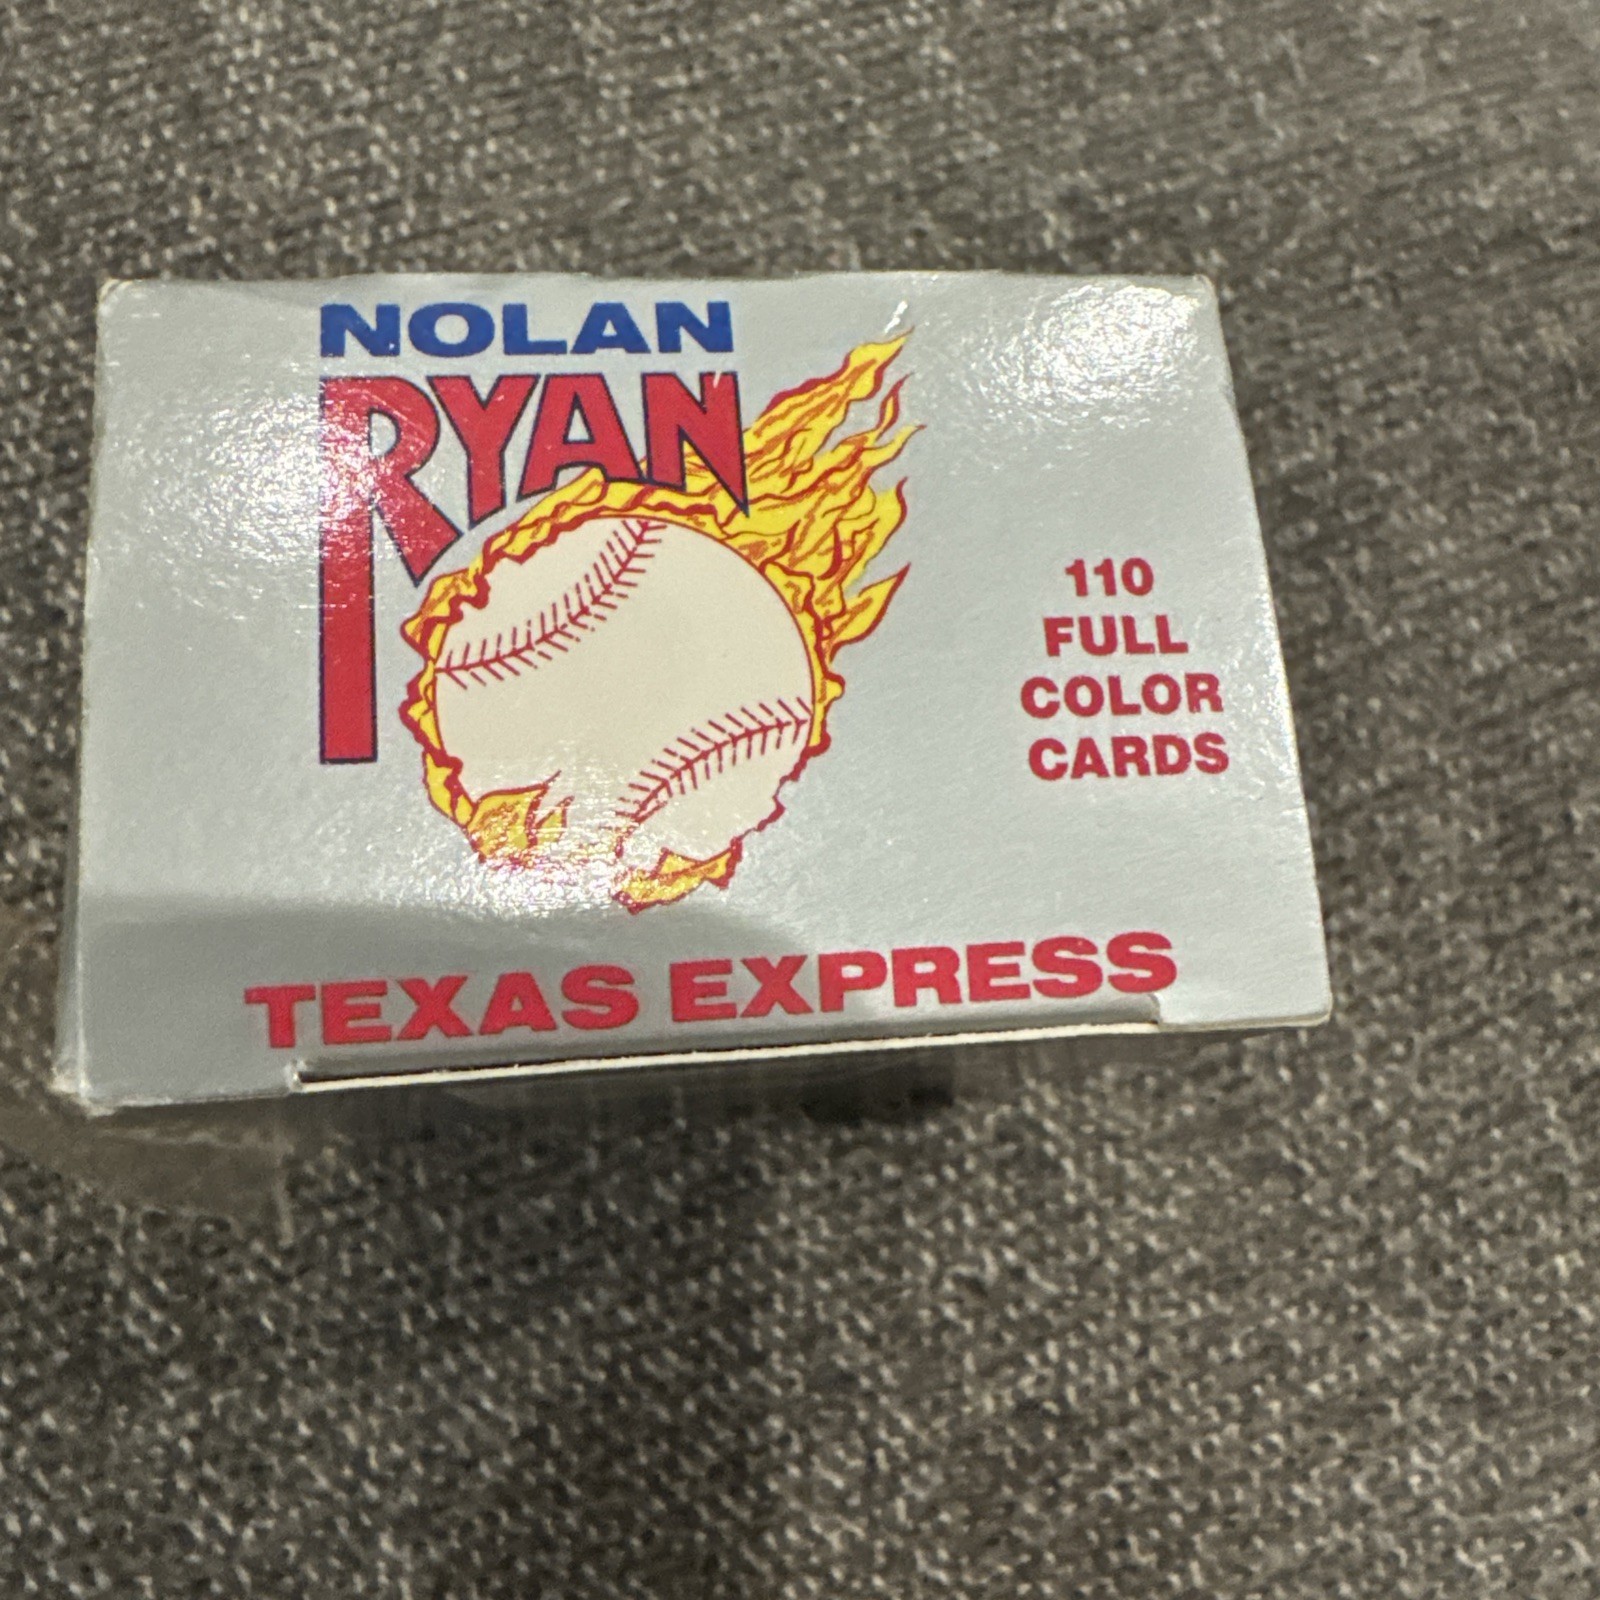 NOLAN
RYAN
110
FULL
COLOR
CARDS
TEXAS EXPRESS